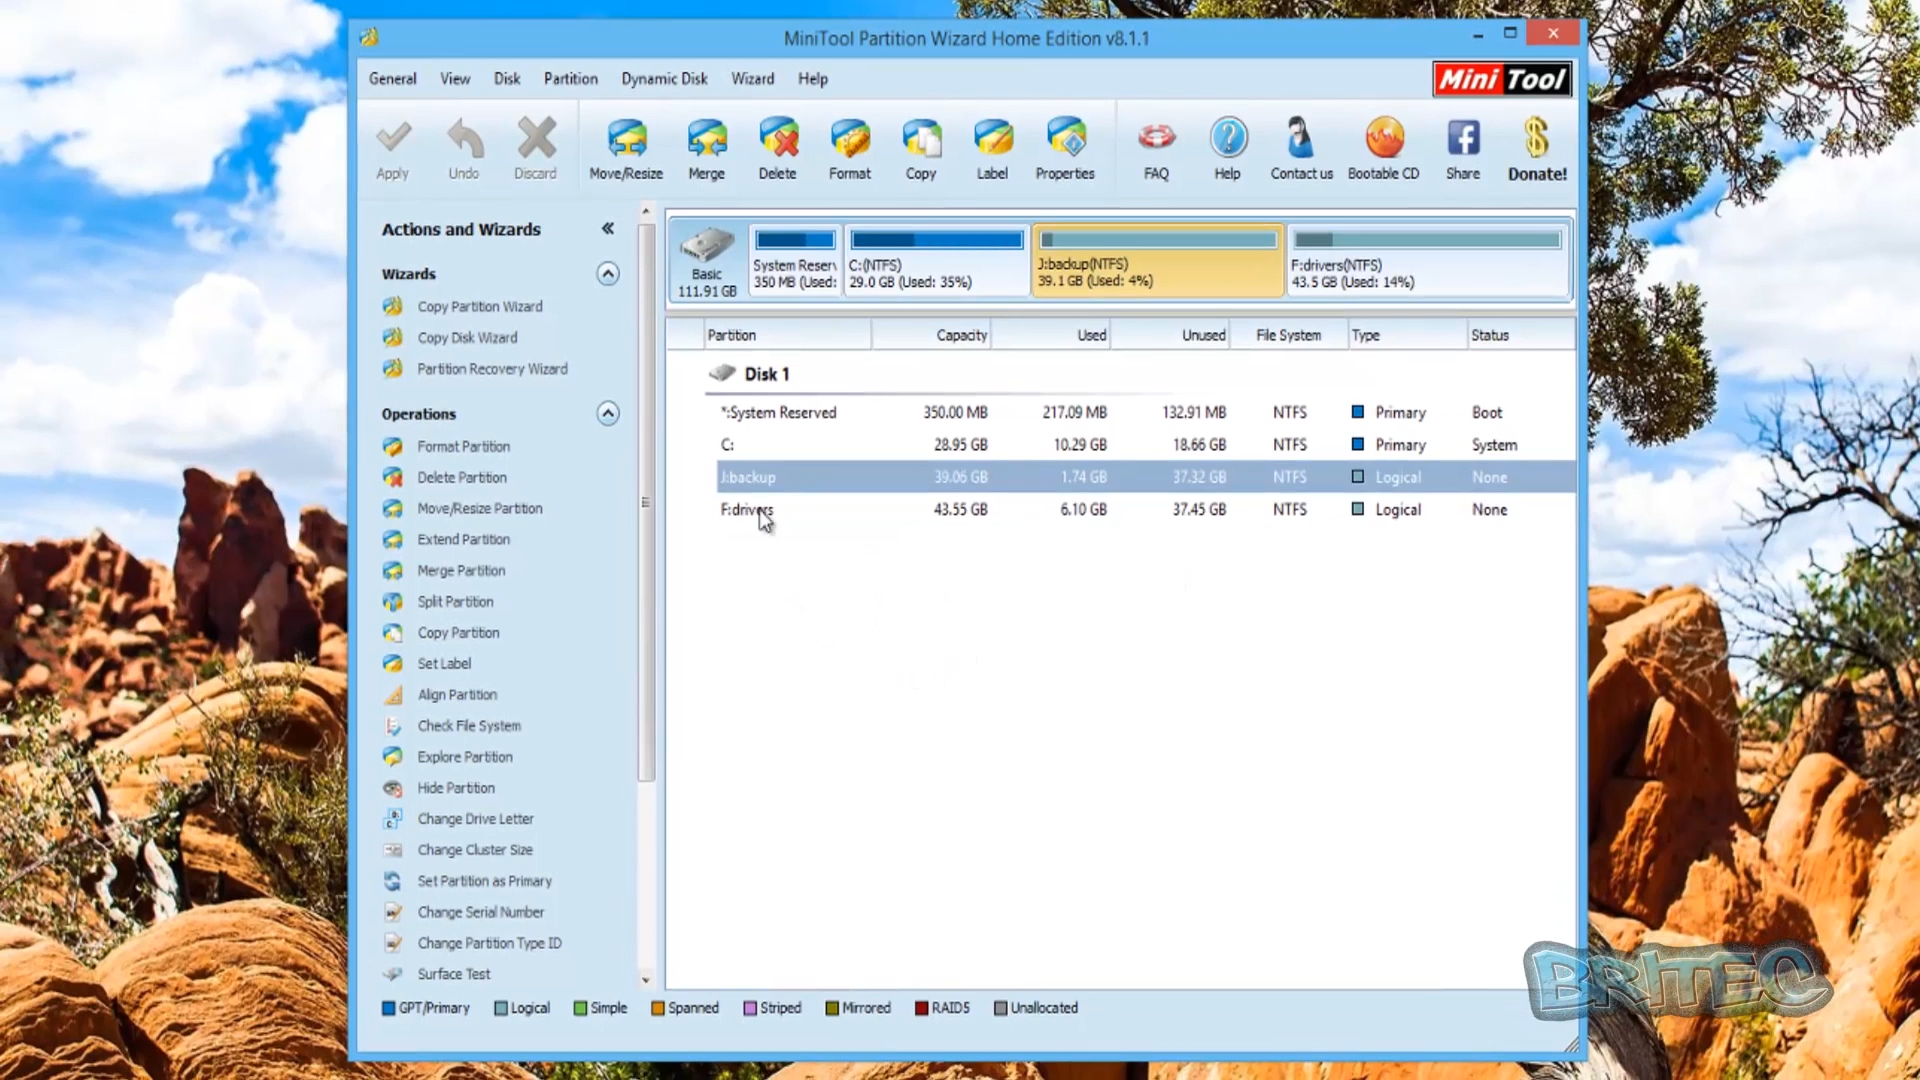 MiniTool Partition Wizard Home Edition v8.1.1
General View Disk Partition Dynamic Disk Wizard Help
Mini Tool
Apply Undo Discard Move/Resize Merge Delete Format Copy Label Properties FAQ Help Contact us Bootable CD Share Donate!
Actions and Wizards
Wizards
Copy Partition Wizard
Copy Disk Wizard
Partition Recovery Wizard
Operations
Format Partition
Delete Partition
Move/Resize Partition
Extend Partition
Merge Partition
Split Partition
Copy Partition
Set Label
Align Partition
Check File System
Explore Partition
Hide Partition
Change Drive Letter
Change Cluster Size
Set Partition as Primary
Change Serial Number
Change Partition Type ID
Surface Test
Basic
111.91 GB
System Reserv
350 MB (Used:
C:(NTFS)
29.0 GB (Used: 35%)
J:backup(NTFS)
39.1 GB (Used: 4%)
F:drivers(NTFS)
43.5 GB (Used: 14%)
Partition Capacity Used Unused File System Type Status
Disk 1
*:System Reserved 350.00 MB 217.09 MB 132.91 MB NTFS Primary Boot
C: 28.95 GB 10.29 GB 18.66 GB NTFS Primary System
J:backup 39.06 GB 1.74 GB 37.32 GB NTFS Logical None
F:drivers 43.55 GB 6.10 GB 37.45 GB NTFS Logical None
GPT/Primary Logical Simple Spanned Striped Mirrored RAID5 Unallocated
BRITEC